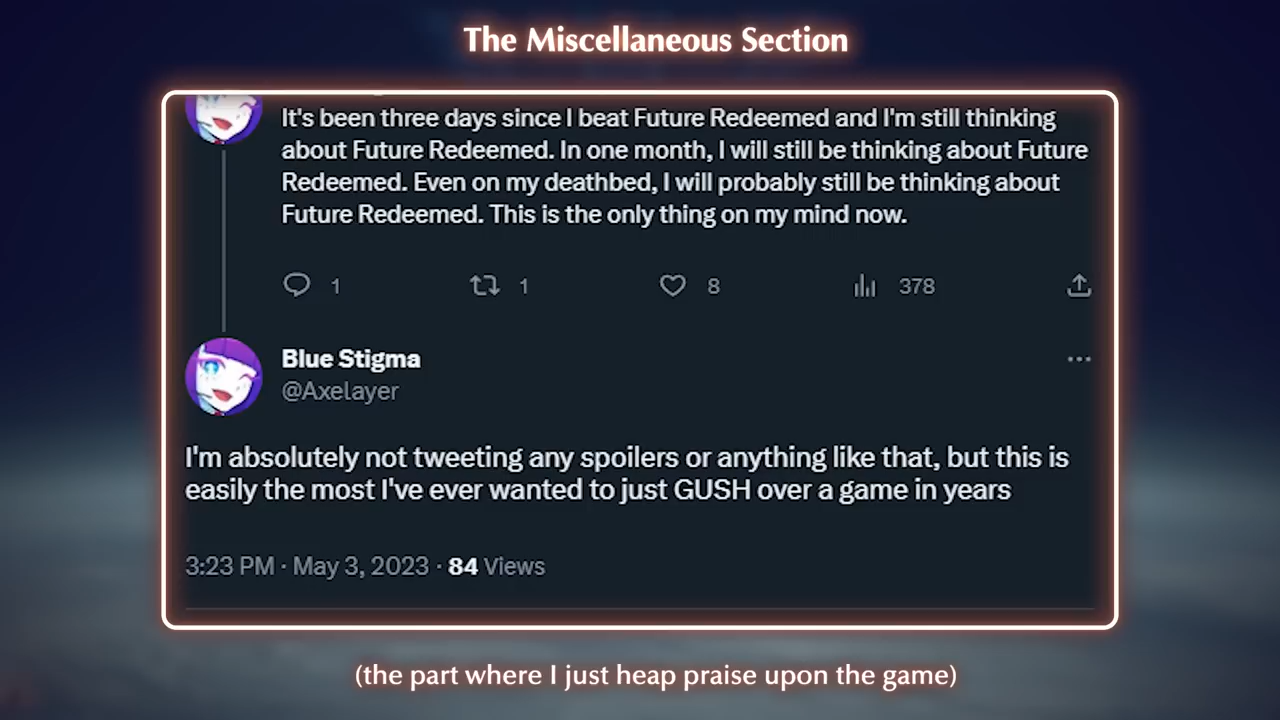 The Miscellaneous Section
It's been three days since I beat Future Redeemed and I'm still thinking
about Future Redeemed. In one month, I will still be thinking about Future
Redeemed. Even on my deathbed, I will probably still be thinking about
Future Redeemed. This is the only thing on my mind now.
1 1 8 378
Blue Stigma
@Axelayer
I'm absolutely not tweeting any spoilers or anything like that, but this is
easily the most I've ever wanted to just GUSH over a game in years
3:23 PM · May 3, 2023 · 84 Views
(the part where I just heap praise upon the game)